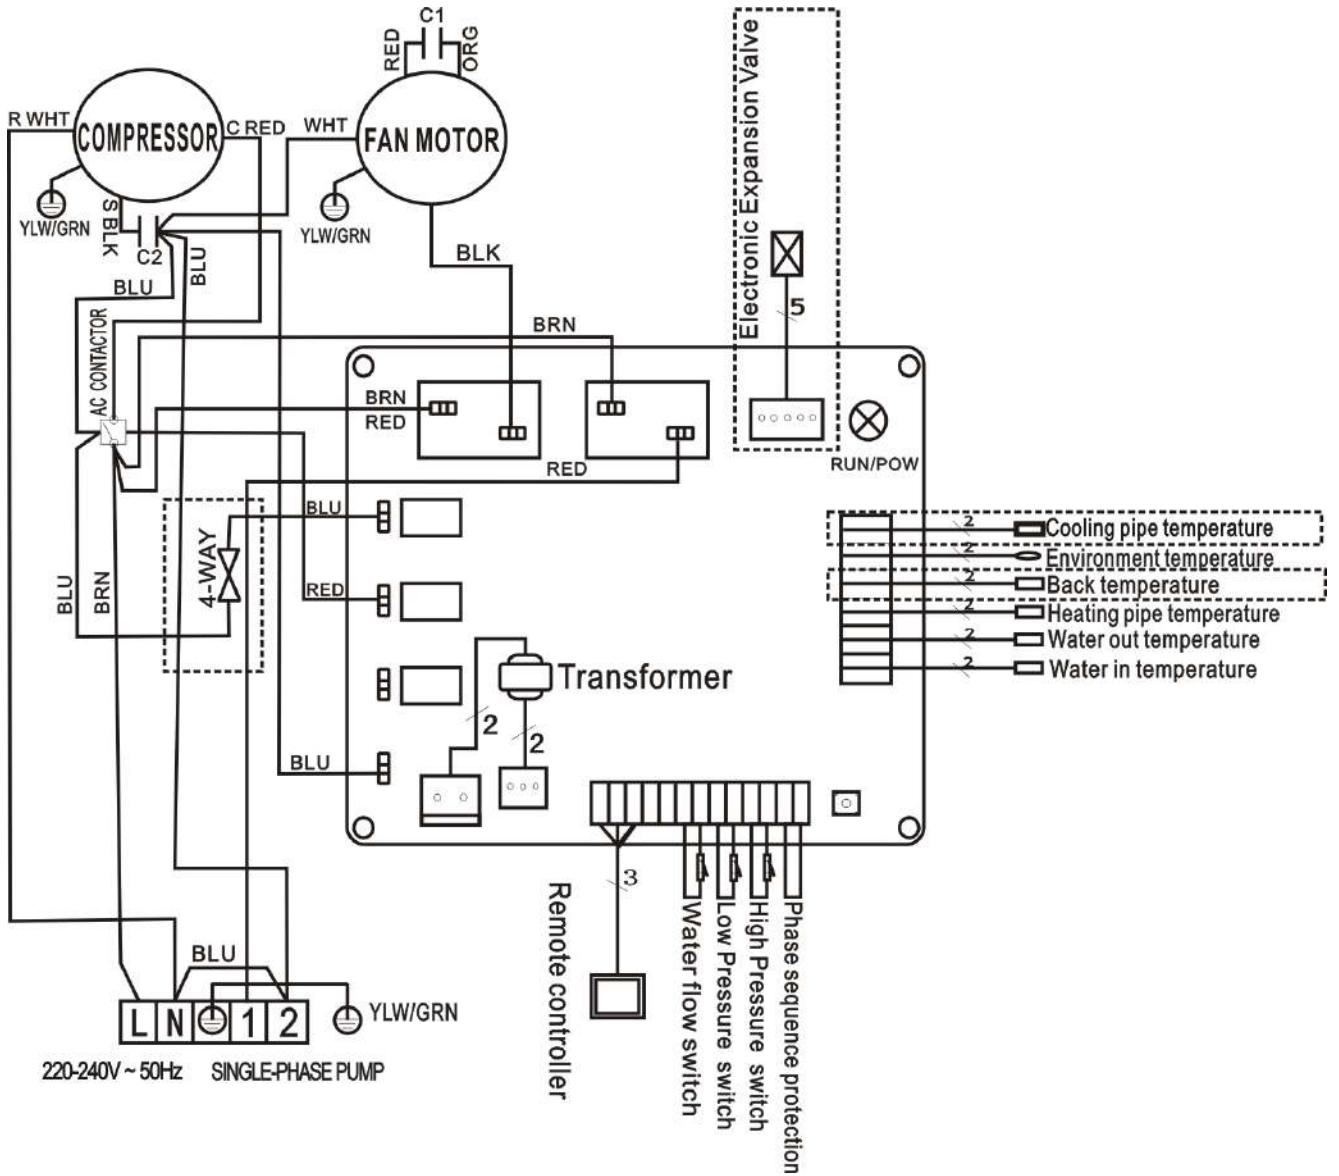 C1
RED
ORG
Electronic Expansion Valve
R WHT
COMPRESSOR
C RED
WHT
FAN MOTOR
YLW/GRN
S BLK
C2
BLU
BLU
YLW/GRN
BLK
5
AC CONTACTOR
BRN
BRN
RED
RED
RUN/POW
BLU
4-WAY
BLU
BRN
RED
2 Cooling pipe temperature
2 Environment temperature
2 Back temperature
2 Heating pipe temperature
2 Water out temperature
2 Water in temperature
Transformer
2
2
BLU
3
Remote controller
Water flow switch
Low Pressure switch
High Pressure switch
Phase sequence protection
BLU
L N 1 2
YLW/GRN
220-240V ~ 50Hz SINGLE-PHASE PUMP